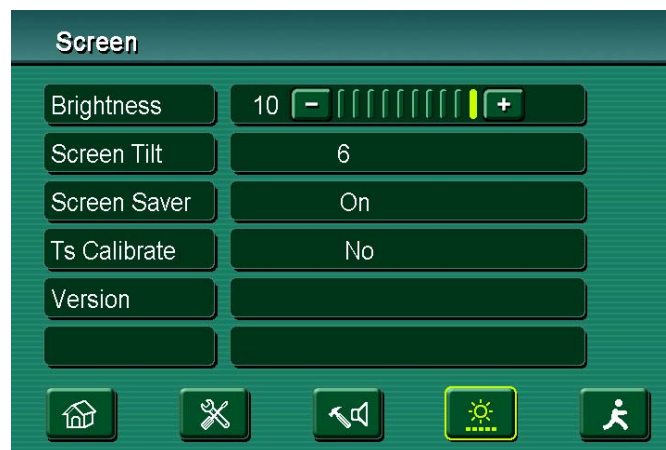 Screen
Brightness 10 - +
Screen Tilt 6
Screen Saver On
Ts Calibrate No
Version